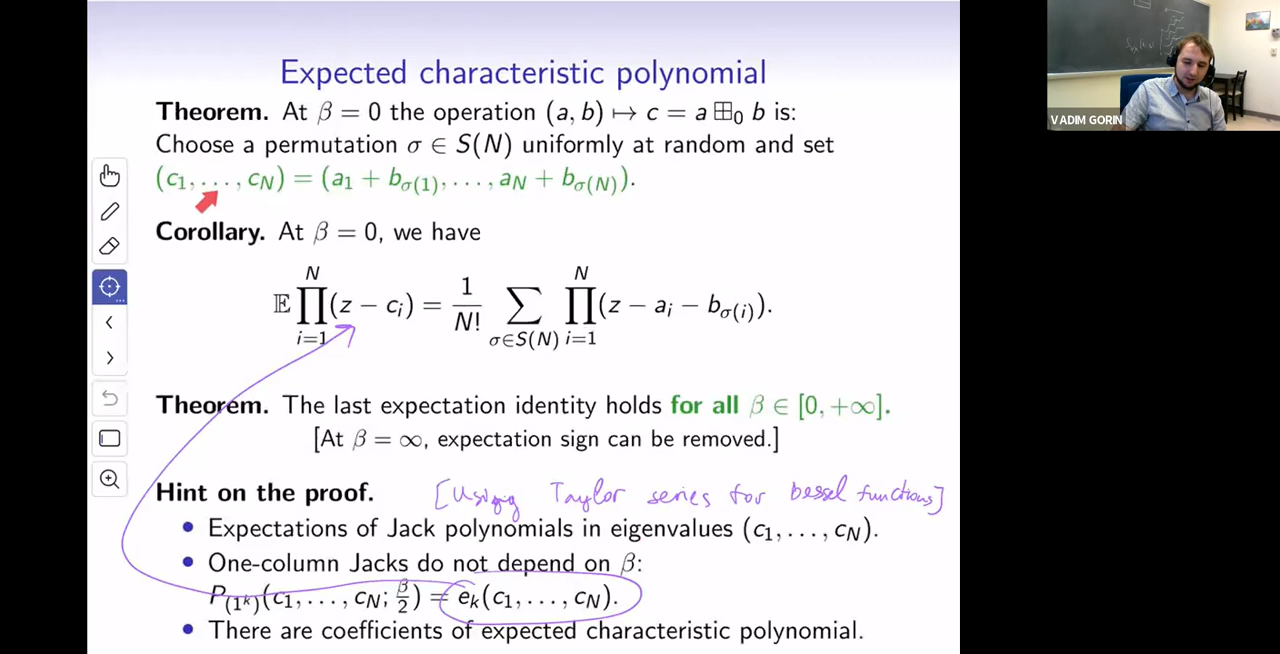 Expected characteristic polynomial
Theorem. At β = 0 the operation (a, b) ↦ c = a ⊞₀ b is:
Choose a permutation σ ∈ S(N) uniformly at random and set
(c₁, . . . , c_N) = (a₁ + b_σ(1), . . . , a_N + b_σ(N)).
Corollary. At β = 0, we have
𝔼 ∏_{i=1}^{N} (z − c_i) = 1/N! ∑_{σ∈S(N)} ∏_{i=1}^{N} (z − a_i − b_σ(i)).
Theorem. The last expectation identity holds for all β ∈ [0, +∞].
[At β = ∞, expectation sign can be removed.]
Hint on the proof. [Using Taylor series for bessel functions]
• Expectations of Jack polynomials in eigenvalues (c₁, . . . , c_N).
• One-column Jacks do not depend on β:
P_(1^k)(c₁, . . . , c_N; β/2) = e_k(c₁, . . . , c_N).
• There are coefficients of expected characteristic polynomial.
VADIM GORIN